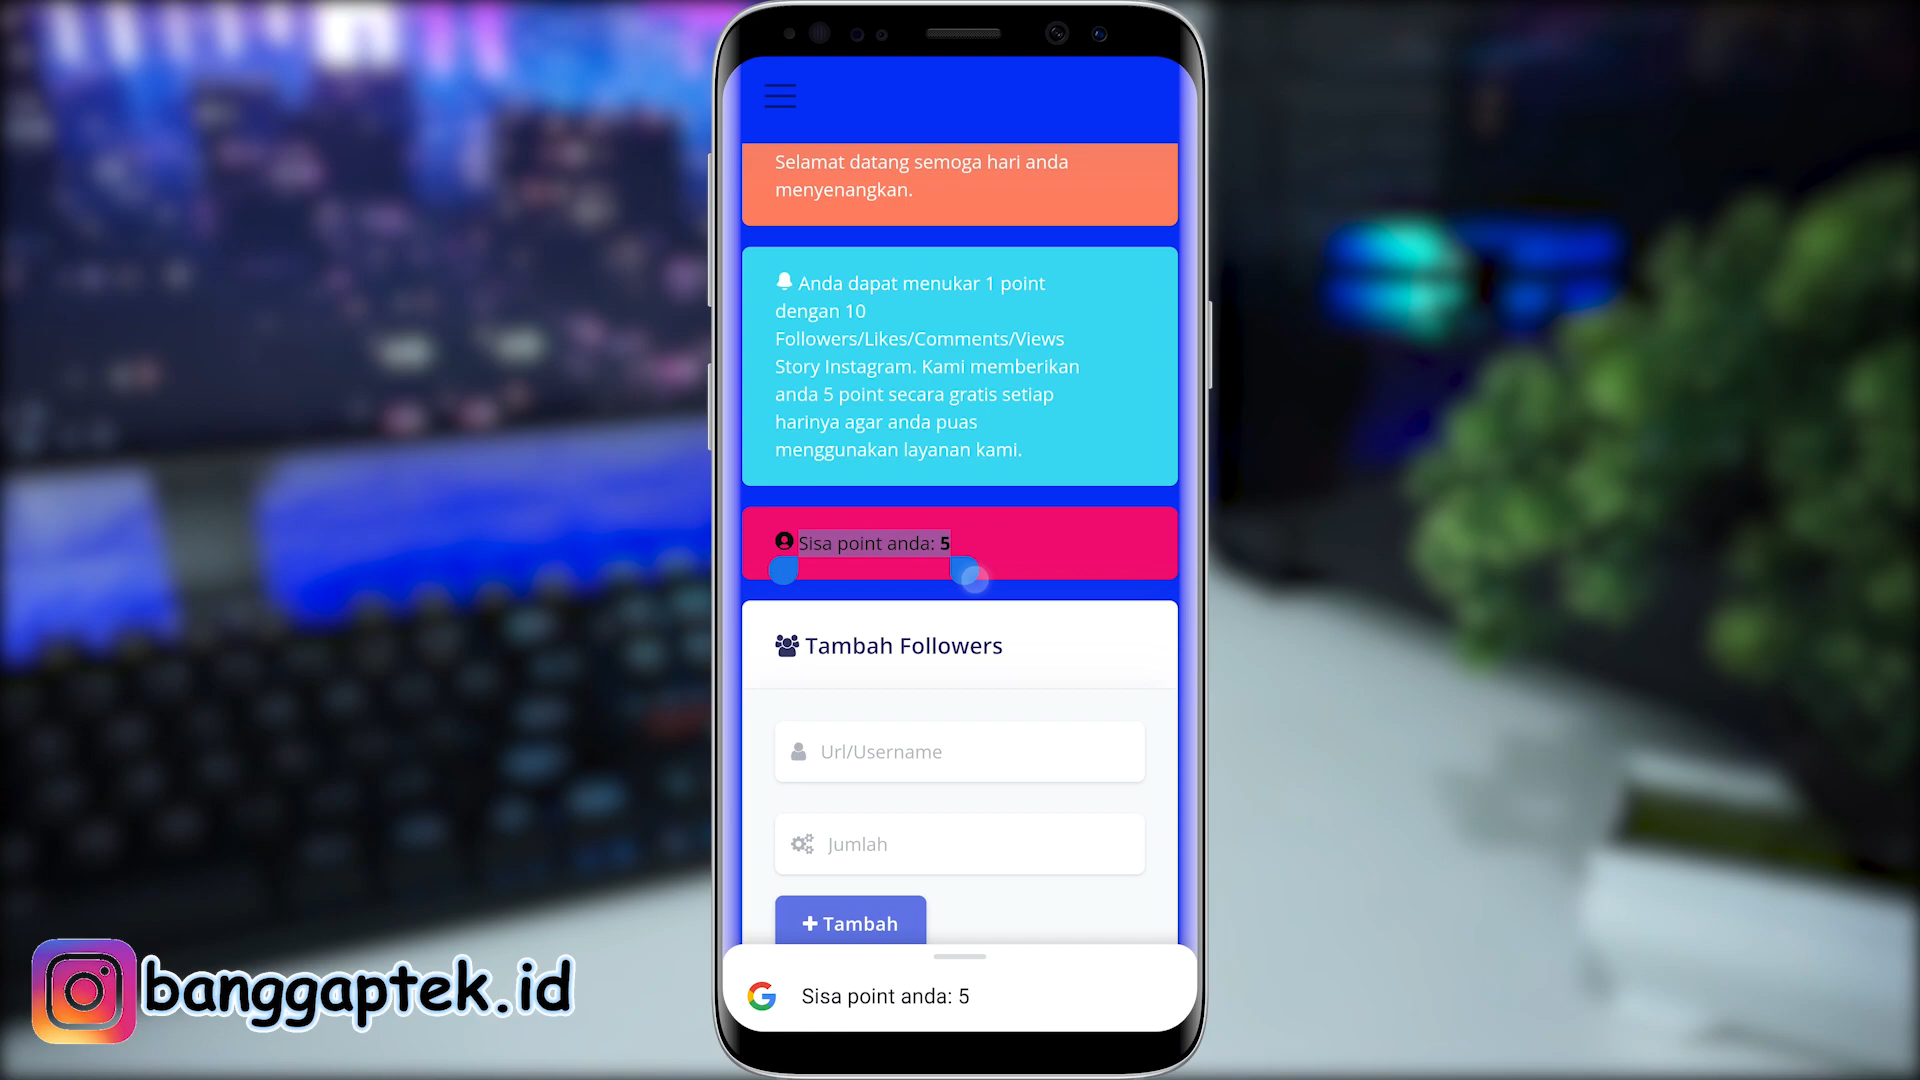 Selamat datang semoga hari anda
menyenangkan.
Anda dapat menukar 1 point
dengan 10
Followers/Likes/Comments/Views
Story Instagram. Kami memberikan
anda 5 point secara gratis setiap
harinya agar anda puas
menggunakan layanan kami.
Sisa point anda: 5
Tambah Followers
Url/Username
Jumlah
+ Tambah
Sisa point anda: 5
banggaptek.id